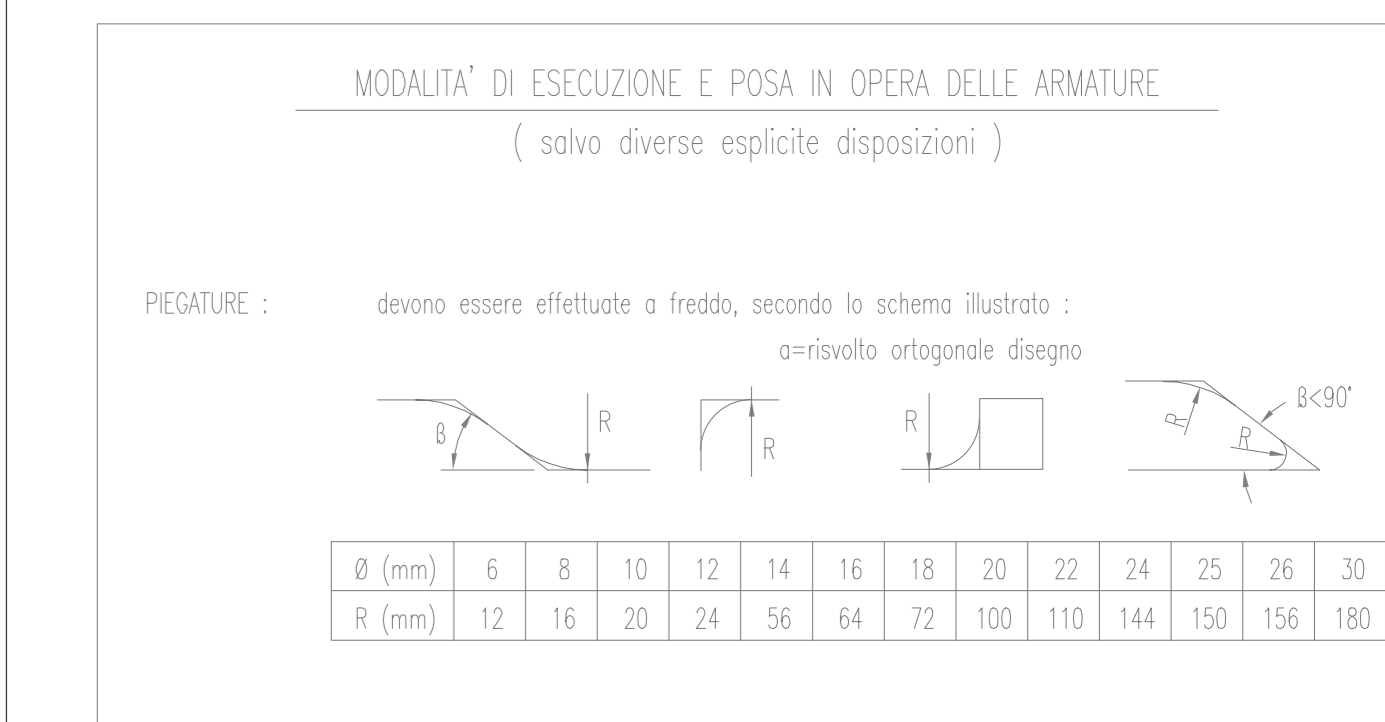 MODALITA' DI ESECUZIONE E POSA IN OPERA DELLE ARMATURE
( salvo diverse esplicite disposizioni )
PIEGATURE : devono essere effettuate a freddo, secondo lo schema illustrato :
a=risvolto ortogonale disegno
ß R R R R R ß<90°
Ø (mm) 6 8 10 12 14 16 18 20 22 24 25 26 30
R (mm) 12 16 20 24 56 64 72 100 110 144 150 156 180